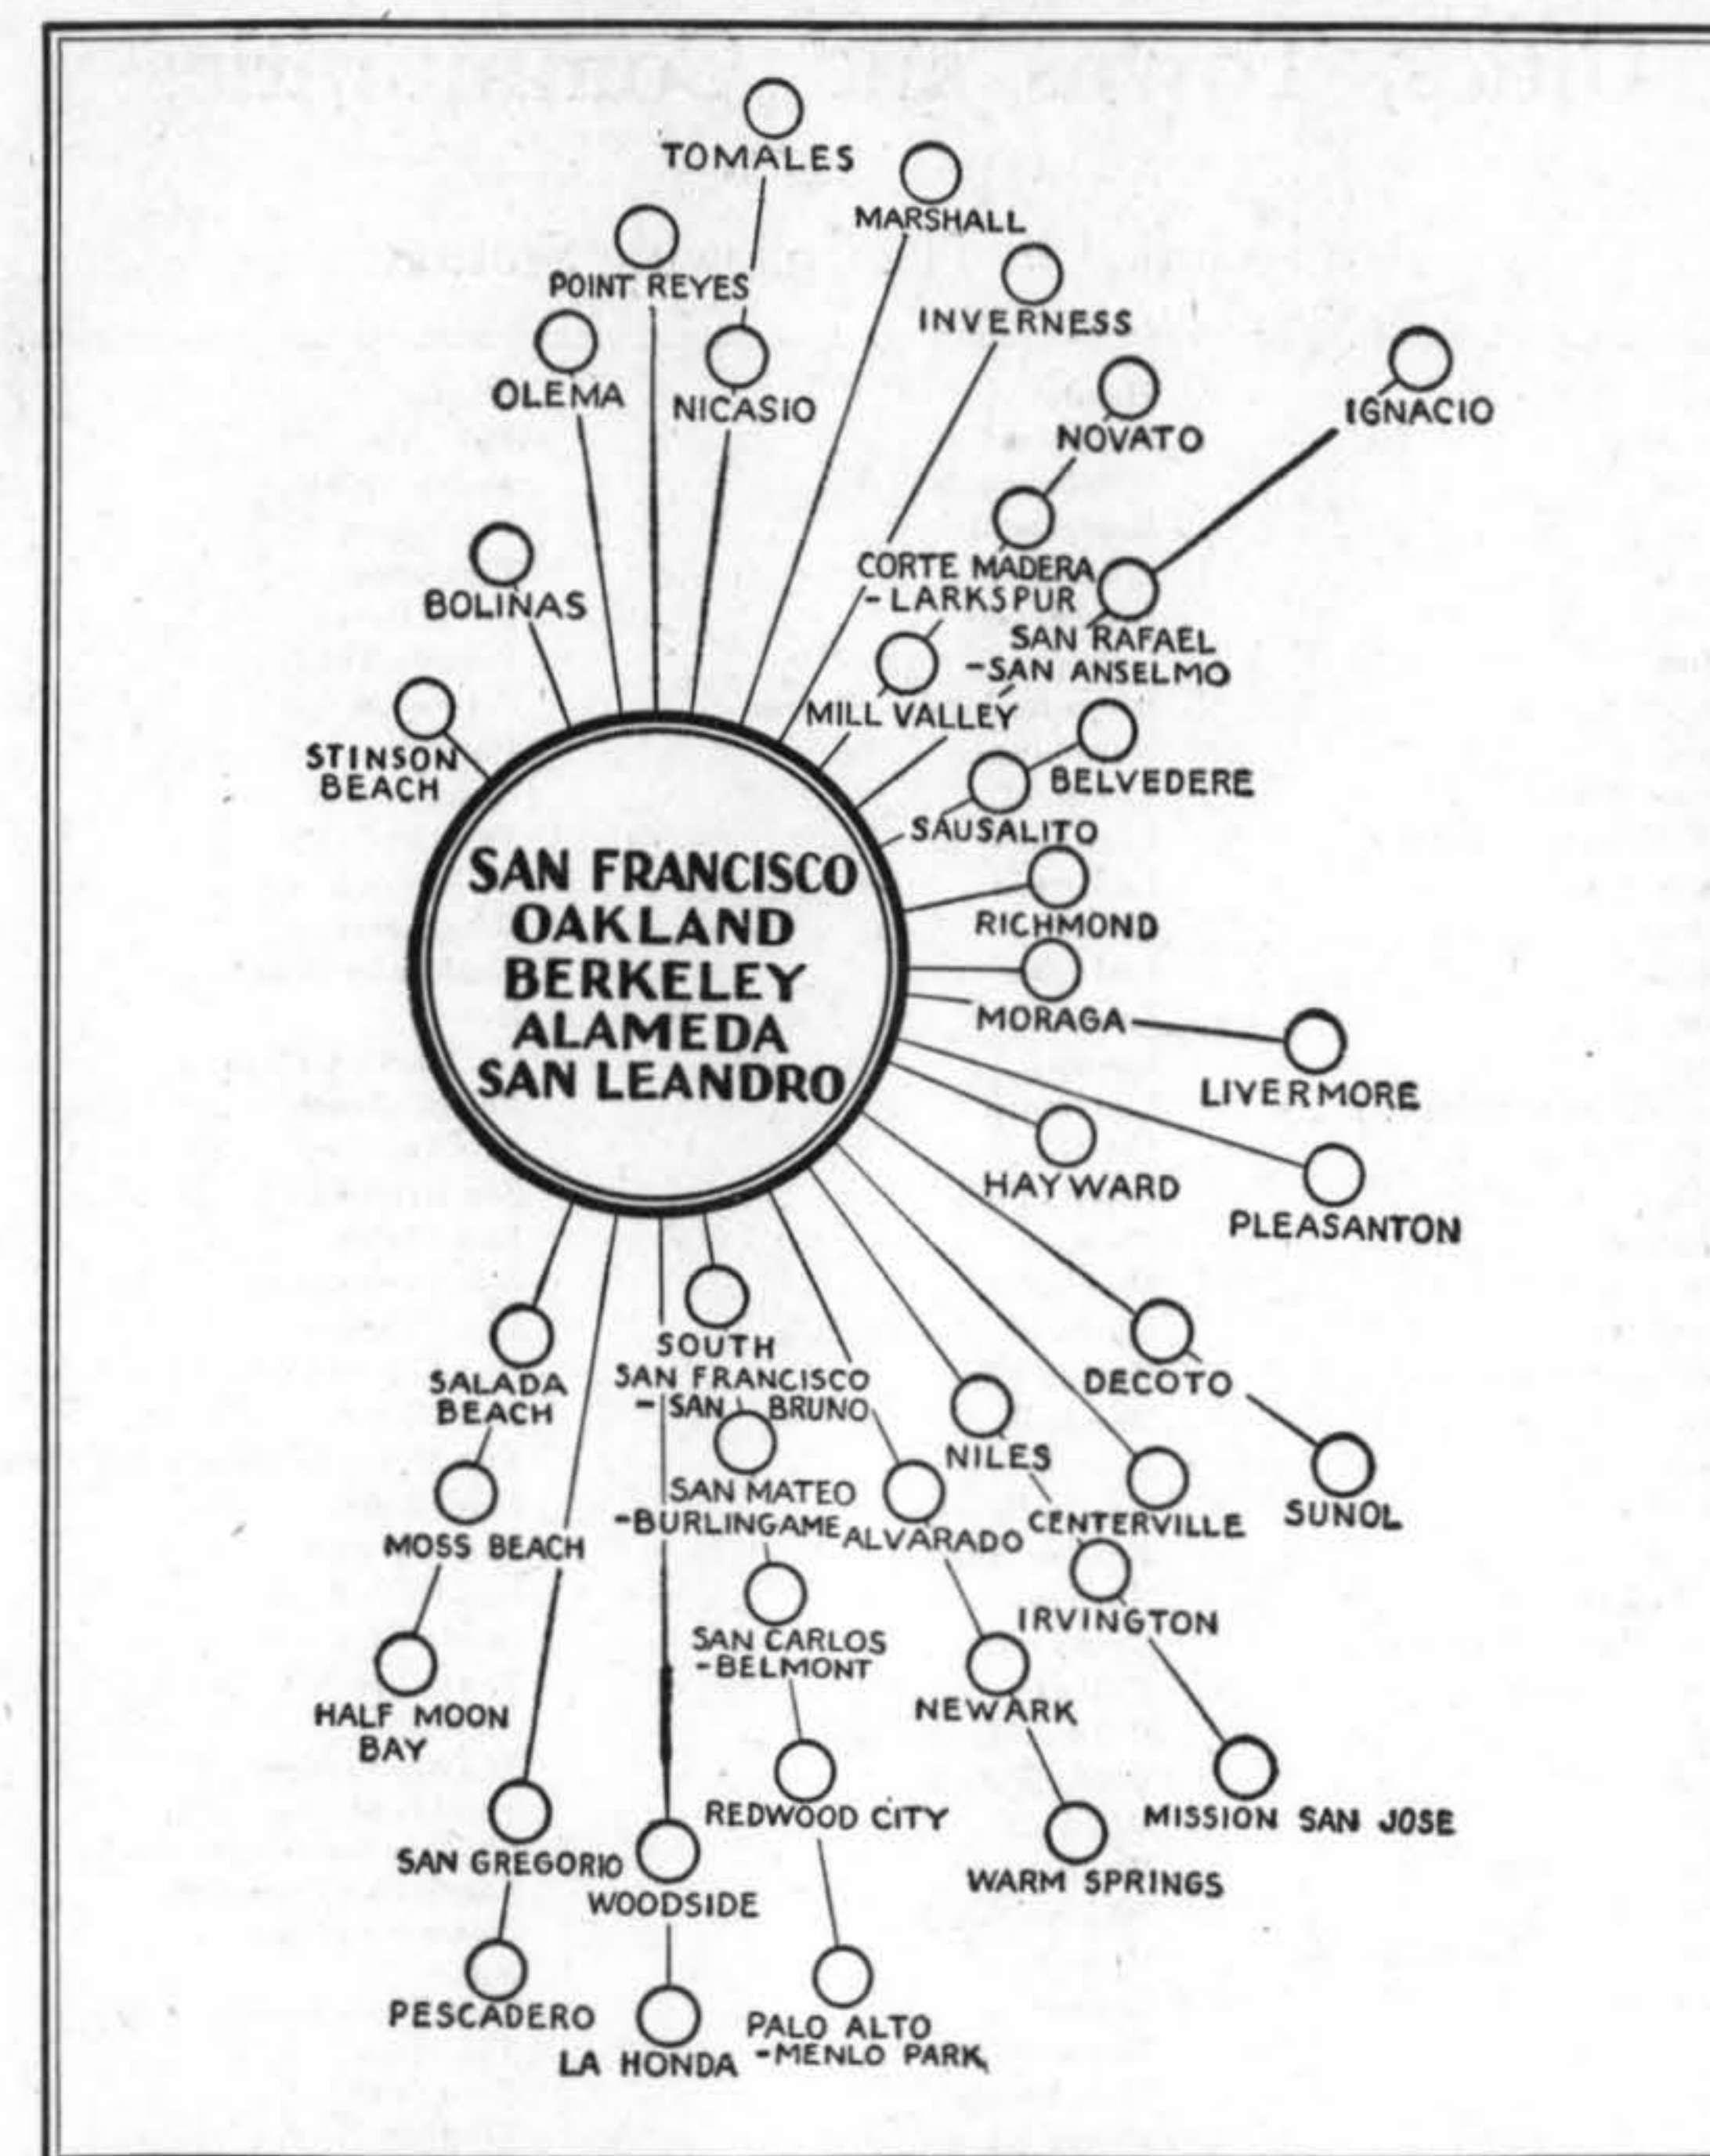 TOMALES
MARSHALL
POINT REYES
INVERNESS
OLEMA
NICASIO
NOVATO
IGNACIO
BOLINAS
CORTE MADERA
- LARKSPUR
SAN RAFAEL
-SAN ANSELMO
MILL VALLEY
STINSON
BEACH
BELVEDERE
SAUSALITO
SAN FRANCISCO
OAKLAND
BERKELEY
ALAMEDA
SAN LEANDRO
RICHMOND
MORAGA
LIVERMORE
HAYWARD
PLEASANTON
SOUTH
SAN FRANCISCO
- SAN BRUNO
SALADA
BEACH
DECOTO
NILES
SAN MATEO
-BURLINGAME
ALVARADO
CENTERVILLE
SUNOL
MOSS BEACH
IRVINGTON
SAN CARLOS
-BELMONT
HALF MOON
BAY
NEWARK
REDWOOD CITY
MISSION SAN JOSE
SAN GREGORIO
WOODSIDE
WARM SPRINGS
PESCADERO
LA HONDA
PALO ALTO
-MENLO PARK